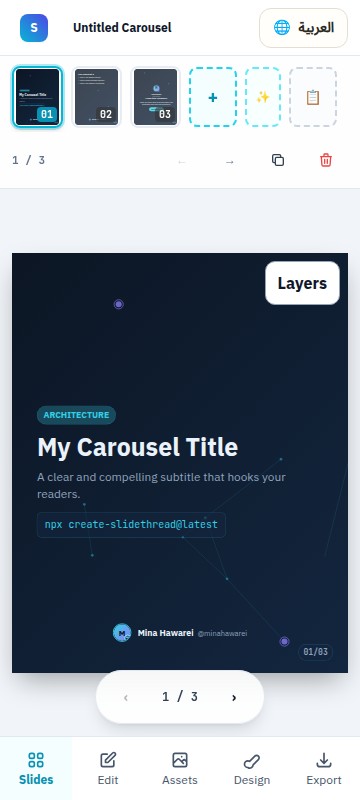 S
Untitled Carousel
العربية
01
02
03
+
1 / 3
← →
Layers
ARCHITECTURE
My Carousel Title
A clear and compelling subtitle that hooks your
readers.
npx create-slidethread@latest
M
Mina Hawarei @minahawarei
01/03
‹ 1 / 3 ›
Slides
Edit
Assets
Design
Export